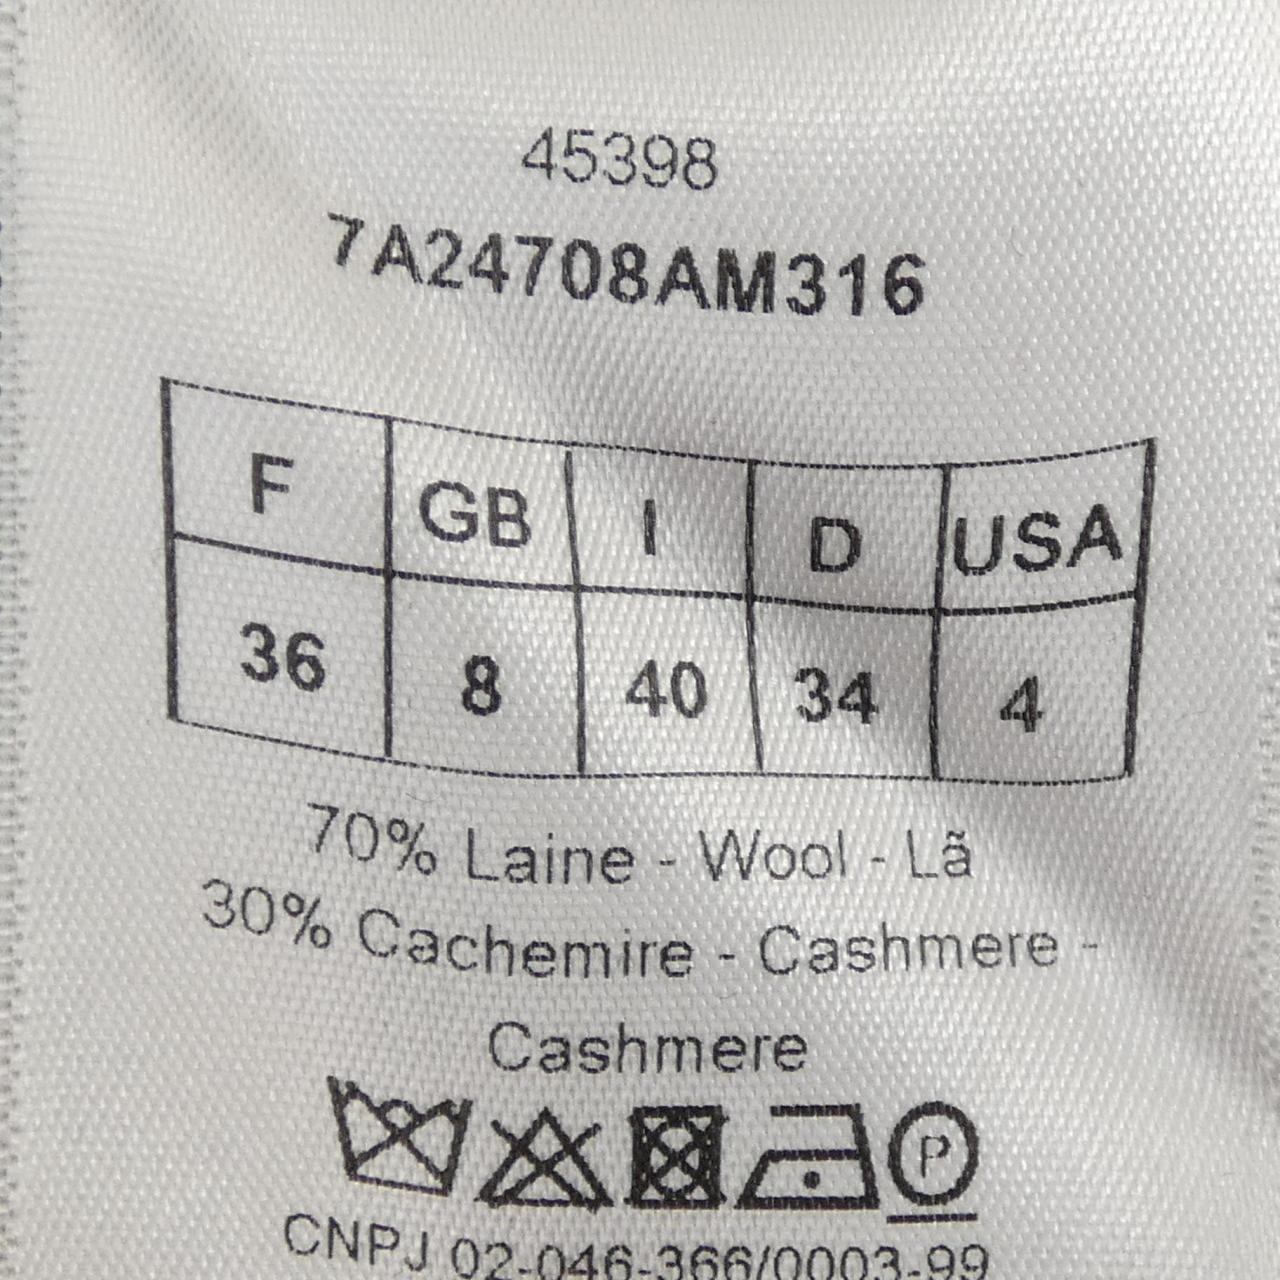 45398
7A24708AM316
F GB I D USA
36 8 40 34 4
70% Laine - Wool - Lã
30% Cachemire - Cashmere -
Cashmere
P
CNPJ 02-046-366/0003-99